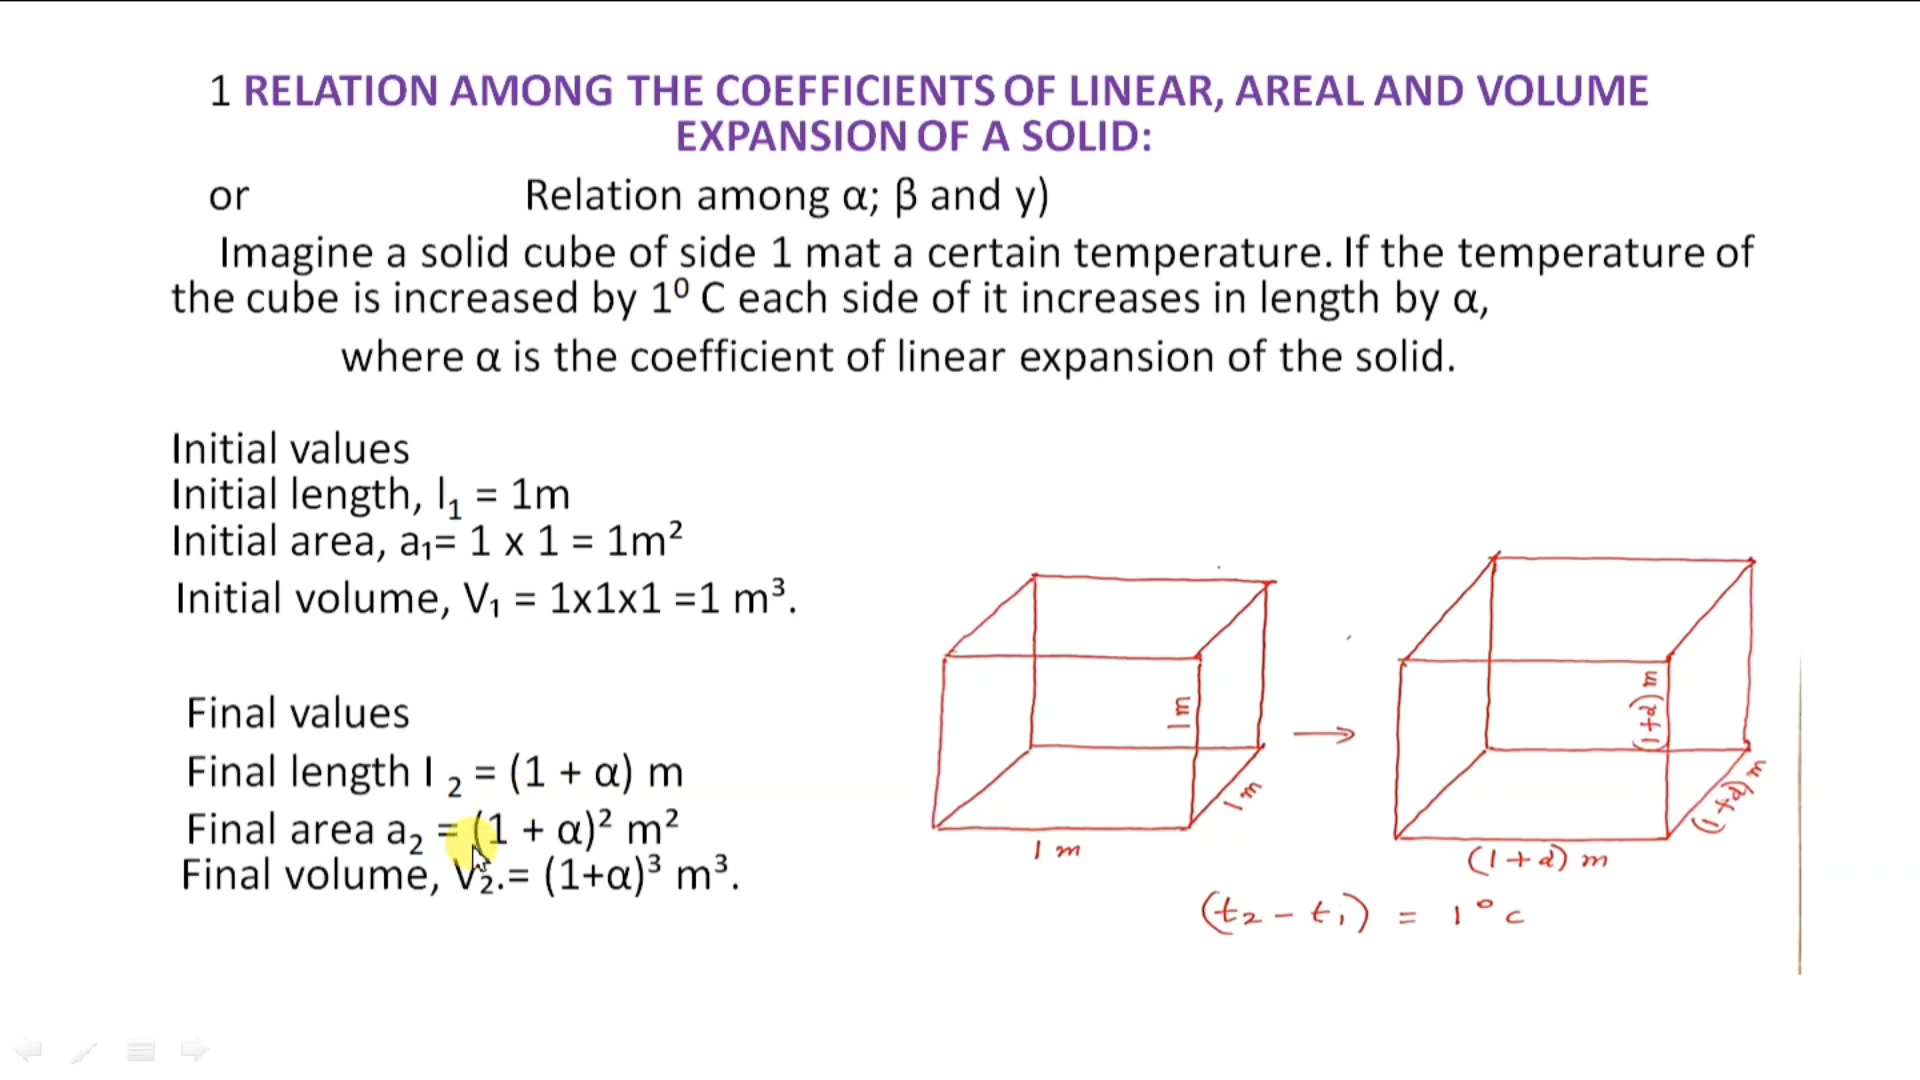 1 RELATION AMONG THE COEFFICIENTS OF LINEAR, AREAL AND VOLUME
EXPANSION OF A SOLID:
or Relation among α; β and y)
Imagine a solid cube of side 1 mat a certain temperature. If the temperature of
the cube is increased by 1⁰ C each side of it increases in length by α,
where α is the coefficient of linear expansion of the solid.
Initial values
Initial length, l₁ = 1m
Initial area, a₁= 1 x 1 = 1m²
Initial volume, V₁ = 1x1x1 =1 m³.
Final values
Final length l ₂ = (1 + α) m
Final area a₂ = (1 + α)² m²
Final volume, V₂.= (1+α)³ m³.
1 m
1 m
1 m
(1+α) m
(1+α) m
(1+α) m
(t₂ - t₁) = 1°c